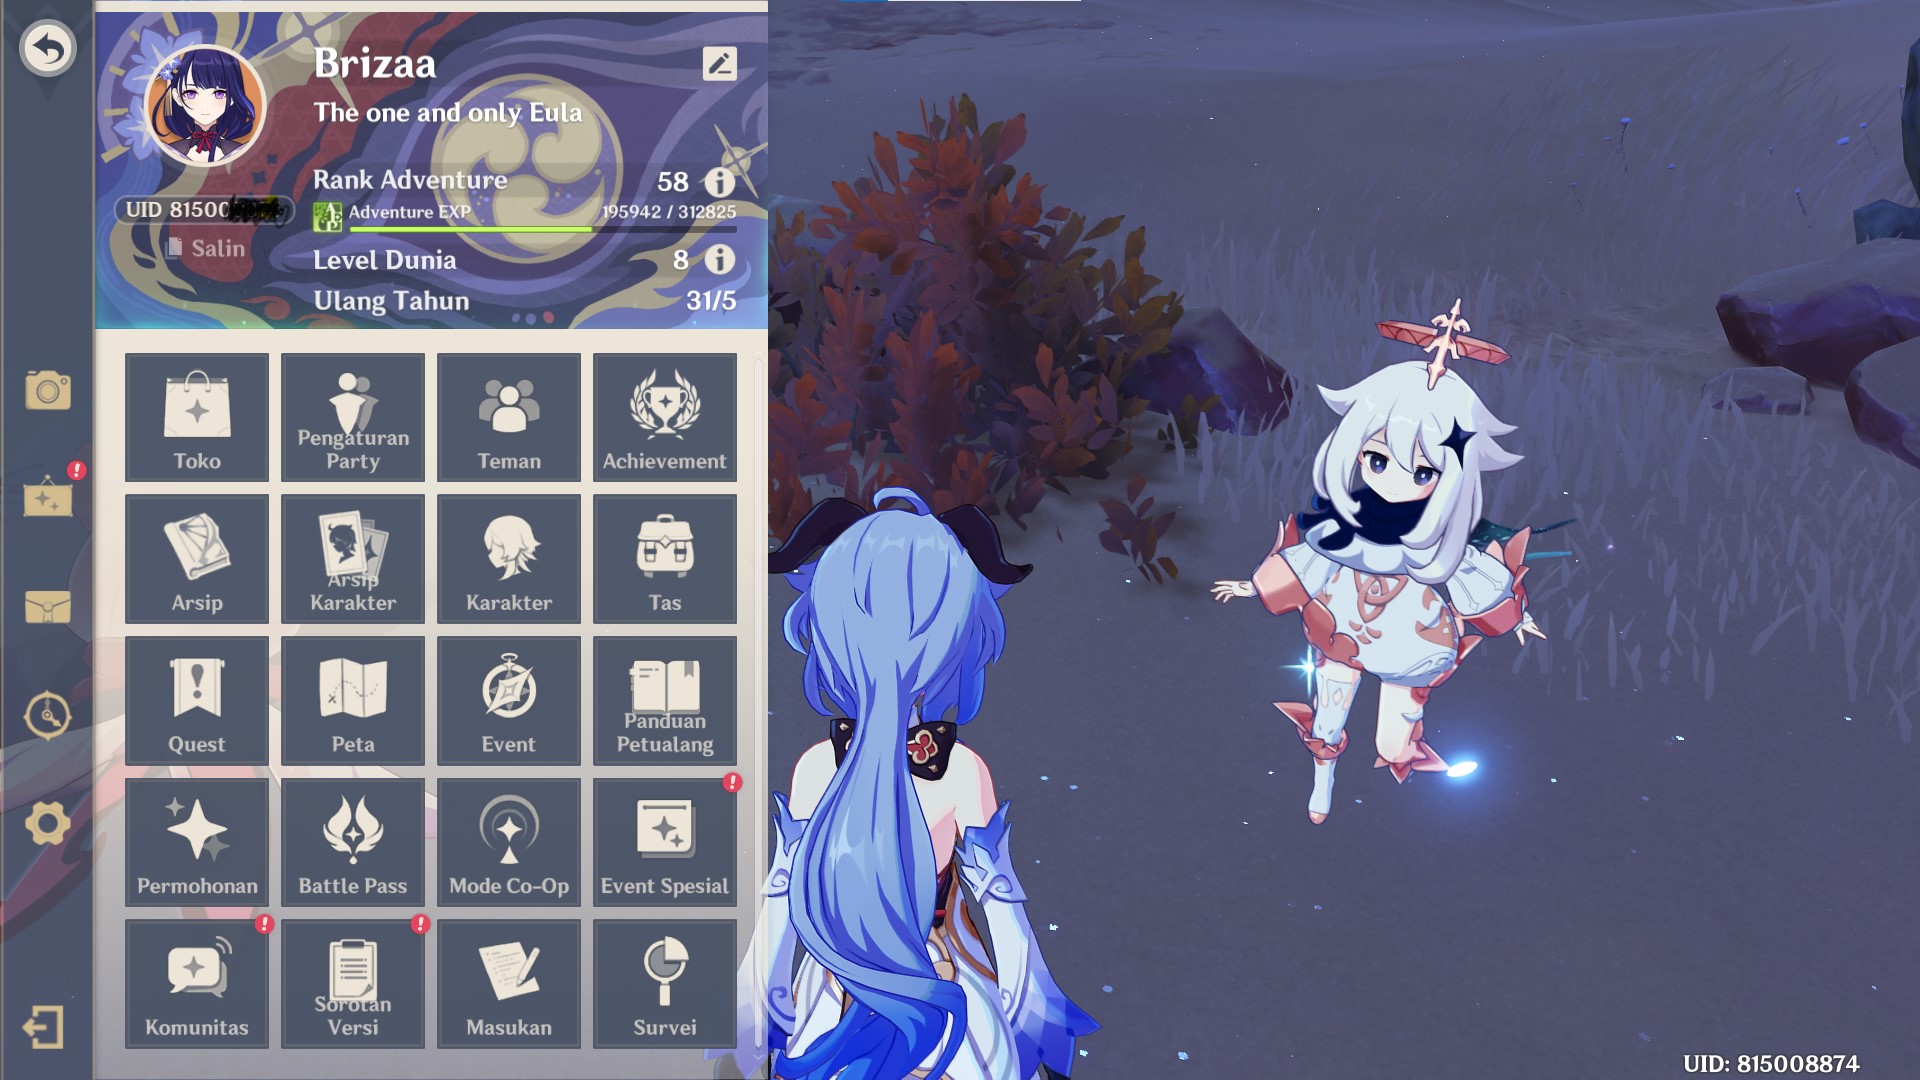 Brizaa
The one and only Eula
Rank Adventure 58
Adventure EXP 195942 / 312825
UID 81500
Salin
Level Dunia 8
Ulang Tahun 31/5
Toko
Pengaturan
Party
Teman
Achievement
Arsip
Arsip
Karakter
Karakter
Tas
Quest
Peta
Event
Panduan
Petualang
Permohonan
Battle Pass
Mode Co-Op
Event Spesial
Komunitas
Sorotan
Versi
Masukan
Survei
UID: 815008874